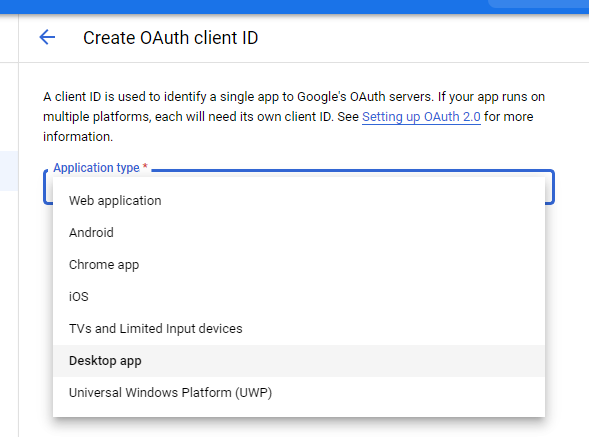 Create OAuth client ID
A client ID is used to identify a single app to Google's OAuth servers. If your app runs on
multiple platforms, each will need its own client ID. See Setting up OAuth 2.0 for more
information.
Application type *
Web application
Android
Chrome app
iOS
TVs and Limited Input devices
Desktop app
Universal Windows Platform (UWP)